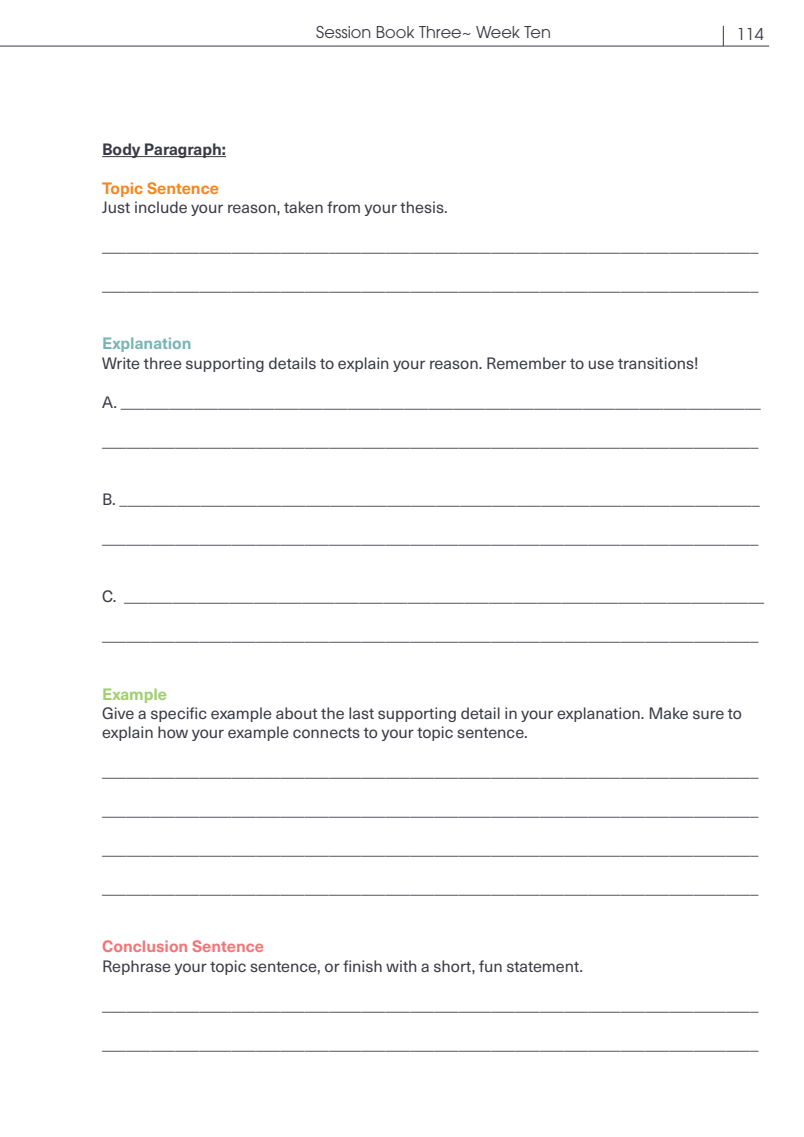 Session Book Three~ Week Ten | 114
Body Paragraph:
Topic Sentence
Just include your reason, taken from your thesis.
Explanation
Write three supporting details to explain your reason. Remember to use transitions!
A.
B.
C.
Example
Give a specific example about the last supporting detail in your explanation. Make sure to
explain how your example connects to your topic sentence.
Conclusion Sentence
Rephrase your topic sentence, or finish with a short, fun statement.